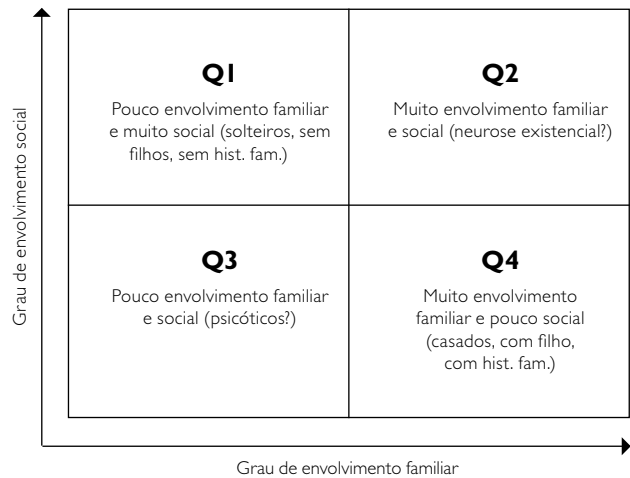 Grau de envolvimento social
Q1
Pouco envolvimento familiar
e muito social (solteiros, sem
filhos, sem hist. fam.)
Q2
Muito envolvimento familiar
e social (neurose existencial?)
Q3
Pouco envolvimento familiar
e social (psicóticos?)
Q4
Muito envolvimento
familiar e pouco social
(casados, com filho,
com hist. fam.)
Grau de envolvimento familiar